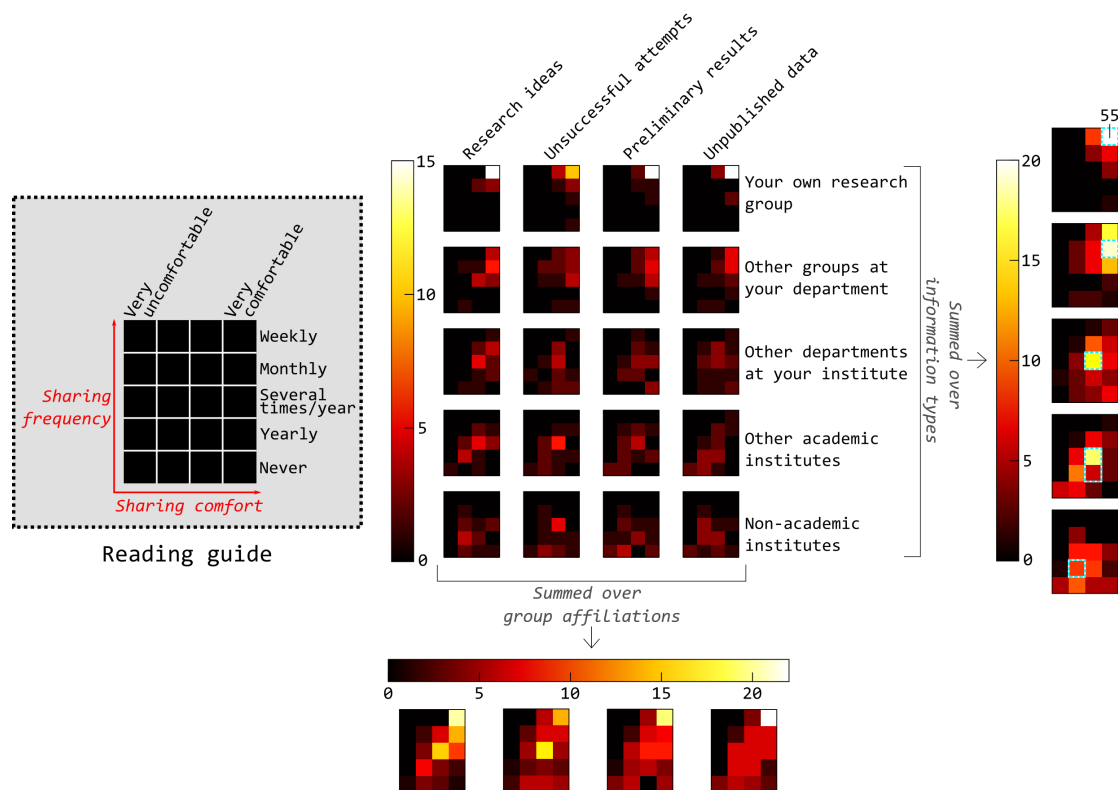 Research ideas
Unsuccessful attempts
Preliminary results
Unpublished data
15
10
5
0
Your own research
group
Other groups at
your department
Other departments
at your institute
Other academic
institutes
Non-academic
institutes
Summed over
information types
55
20
15
10
5
0
Very
uncomfortable
Very
comfortable
Weekly
Monthly
Several
times/year
Yearly
Never
Sharing
frequency
Sharing comfort
Reading guide
Summed over
group affiliations
0
5
10
15
20